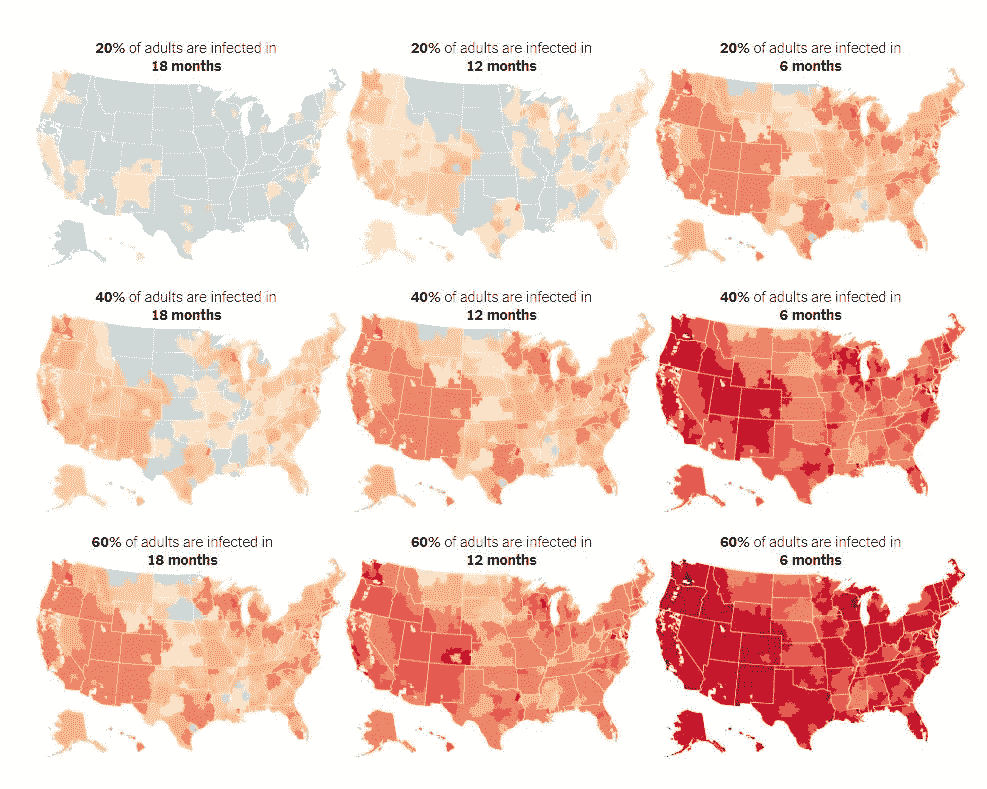 20% of adults are infected in
18 months
20% of adults are infected in
12 months
20% of adults are infected in
6 months
40% of adults are infected in
18 months
40% of adults are infected in
12 months
40% of adults are infected in
6 months
60% of adults are infected in
18 months
60% of adults are infected in
12 months
60% of adults are infected in
6 months